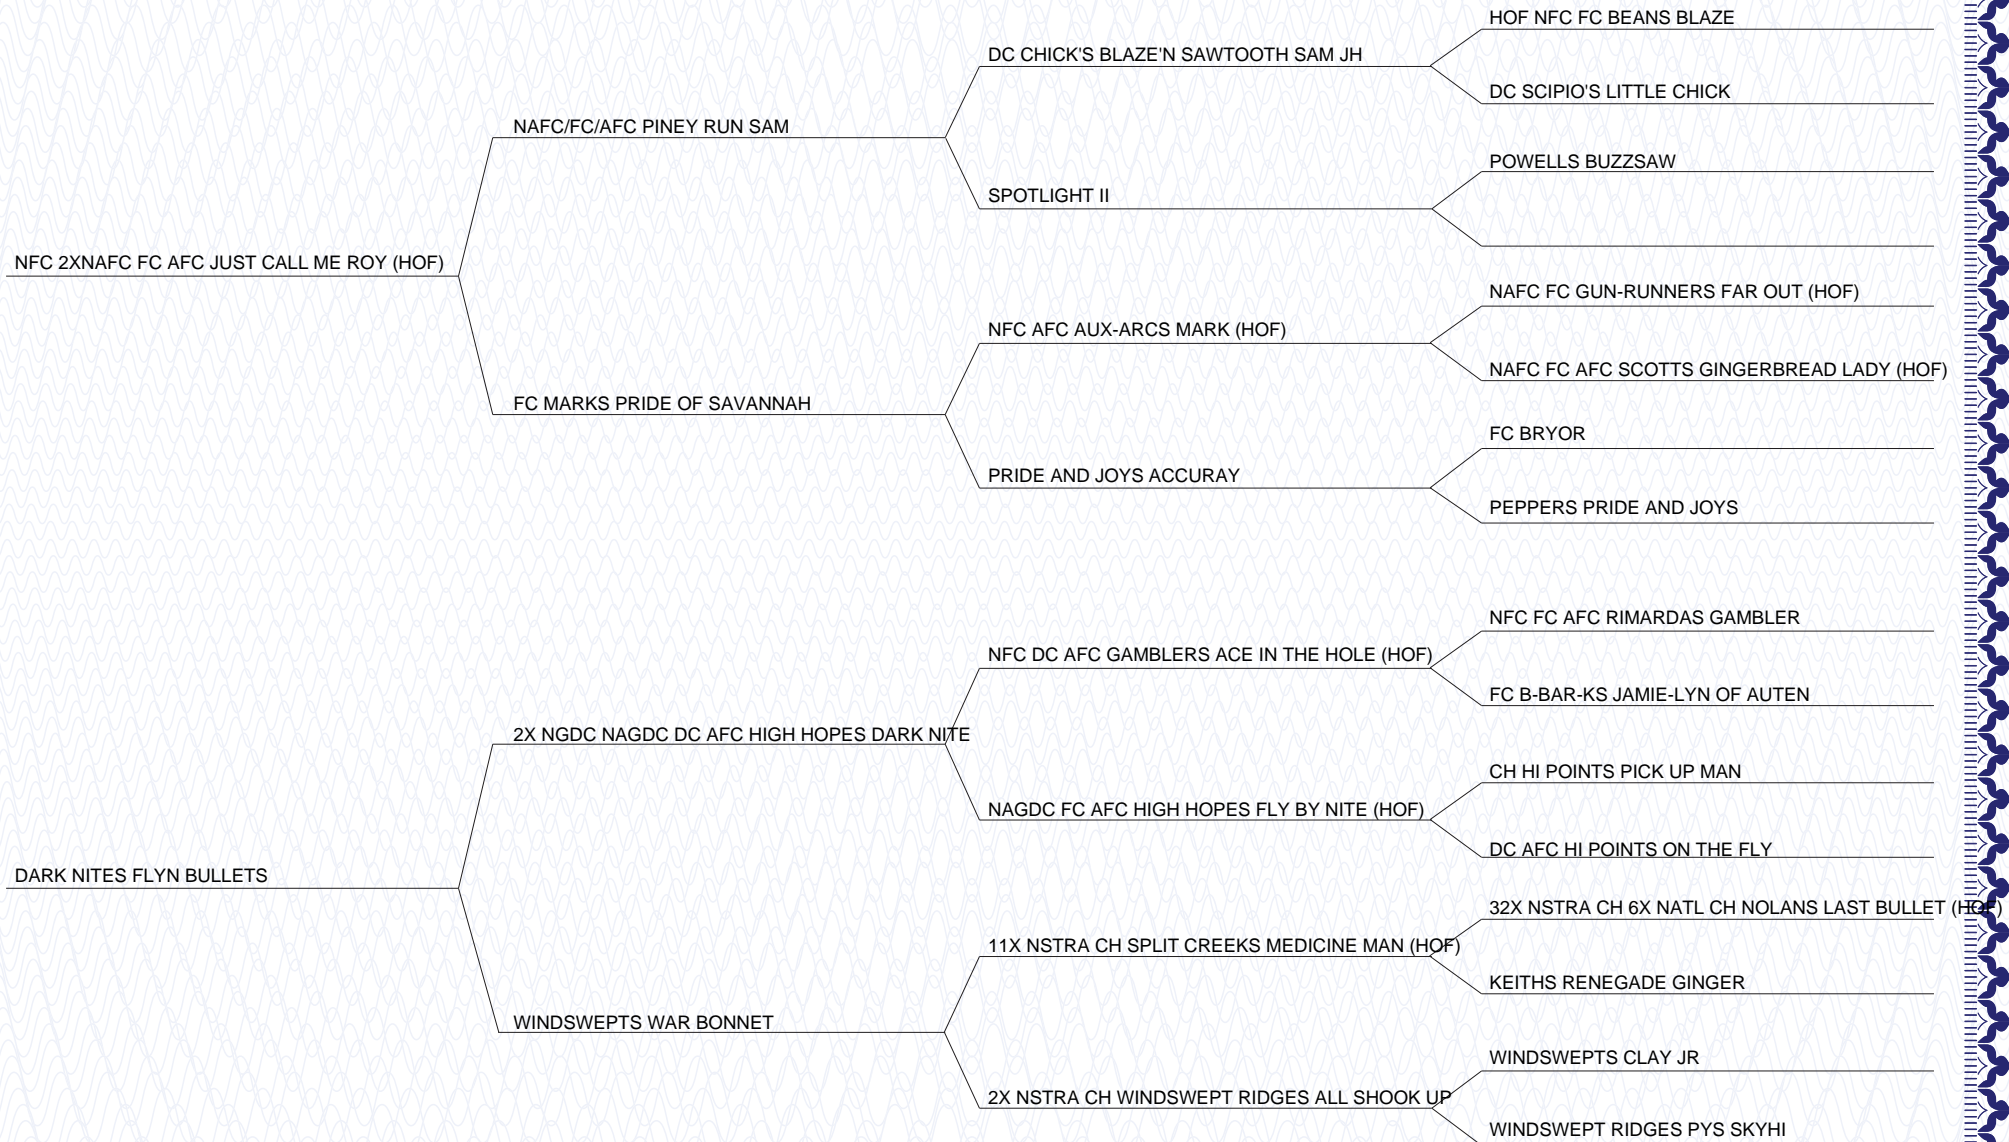 HOF NFC FC BEANS BLAZE
DC CHICK'S BLAZE'N SAWTOOTH SAM JH
DC SCIPIO'S LITTLE CHICK
NAFC/FC/AFC PINEY RUN SAM
POWELLS BUZZSAW
SPOTLIGHT II
NFC 2XNAFC FC AFC JUST CALL ME ROY (HOF)
NAFC FC GUN-RUNNERS FAR OUT (HOF)
NFC AFC AUX-ARCS MARK (HOF)
NAFC FC AFC SCOTTS GINGERBREAD LADY (HOF)
FC MARKS PRIDE OF SAVANNAH
FC BRYOR
PRIDE AND JOYS ACCURAY
PEPPERS PRIDE AND JOYS
NFC FC AFC RIMARDAS GAMBLER
NFC DC AFC GAMBLERS ACE IN THE HOLE (HOF)
FC B-BAR-KS JAMIE-LYN OF AUTEN
2X NGDC NAGDC DC AFC HIGH HOPES DARK NITE
CH HI POINTS PICK UP MAN
NAGDC FC AFC HIGH HOPES FLY BY NITE (HOF)
DC AFC HI POINTS ON THE FLY
DARK NITES FLYN BULLETS
32X NSTRA CH 6X NATL CH NOLANS LAST BULLET (HOF)
11X NSTRA CH SPLIT CREEKS MEDICINE MAN (HOF)
KEITHS RENEGADE GINGER
WINDSWEPTS WAR BONNET
WINDSWEPTS CLAY JR
2X NSTRA CH WINDSWEPT RIDGES ALL SHOOK UP
WINDSWEPT RIDGES PYS SKYHI